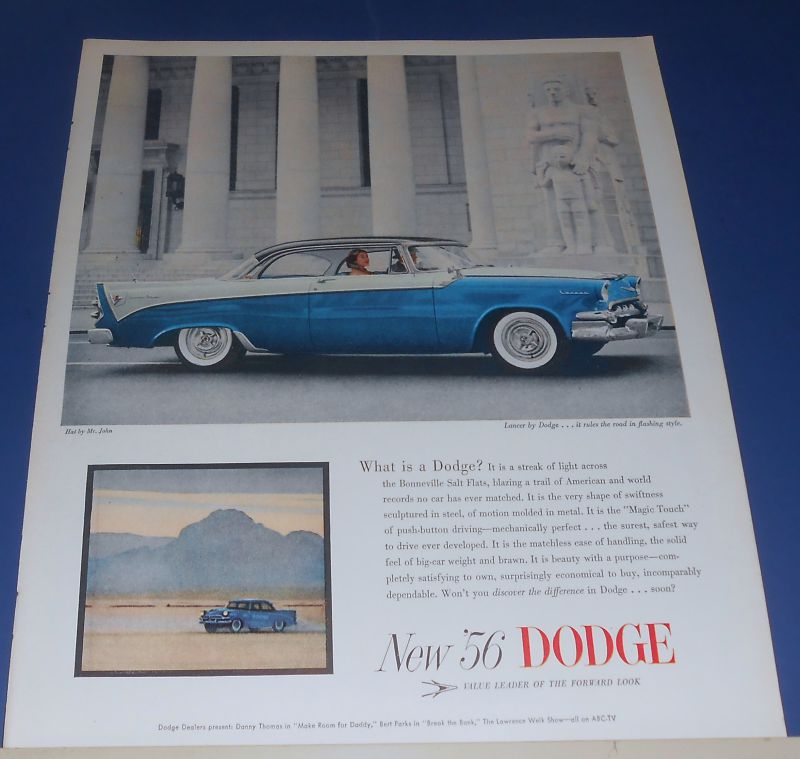 Lancer
Hat by Mr. John
Lancer by Dodge . . . it rules the road in flashing style.
What is a Dodge? It is a streak of light across
the Bonneville Salt Flats, blazing a trail of American and world
records no car has ever matched. It is the very shape of swiftness
sculptured in steel, of motion molded in metal. It is the "Magic Touch"
of push-button driving—mechanically perfect . . . the surest, safest way
to drive ever developed. It is the matchless ease of handling, the solid
feel of big-car weight and brawn. It is beauty with a purpose—com-
pletely satisfying to own, surprisingly economical to buy, incomparably
dependable. Won't you discover the difference in Dodge . . . soon?
New '56 DODGE
VALUE LEADER OF THE FORWARD LOOK
Dodge Dealers present: Danny Thomas in "Make Room for Daddy," Bert Parks in "Break the Bank," The Lawrence Welk Show—all on ABC-TV